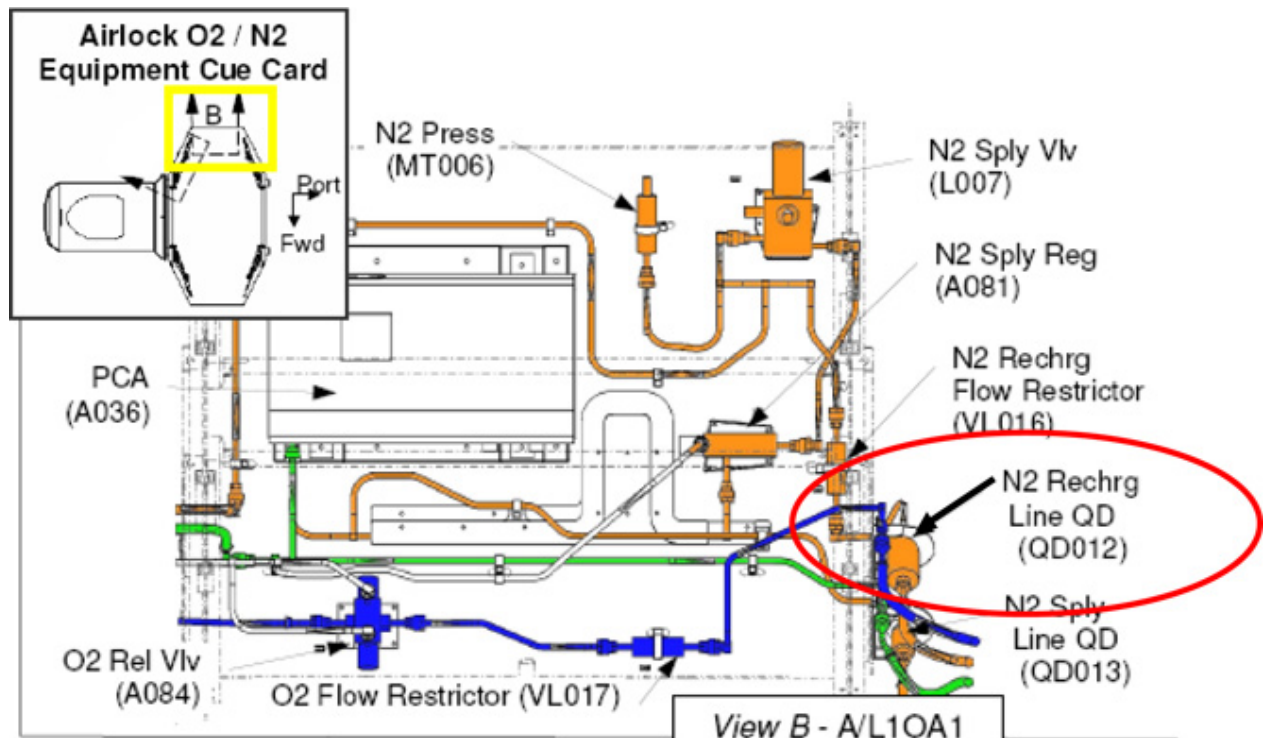 Airlock O2 / N2
Equipment Cue Card
B
Port
Fwd
N2 Press
(MT006)
N2 Sply Vlv
(L007)
N2 Sply Reg
(A081)
PCA
(A036)
N2 Rechrg
Flow Restrictor
(VL016)
N2 Rechrg
Line QD
(QD012)
N2 Sply
Line QD
(QD013)
O2 Rel Vlv
(A084)
O2 Flow Restrictor (VL017)
View B - A/L1OA1